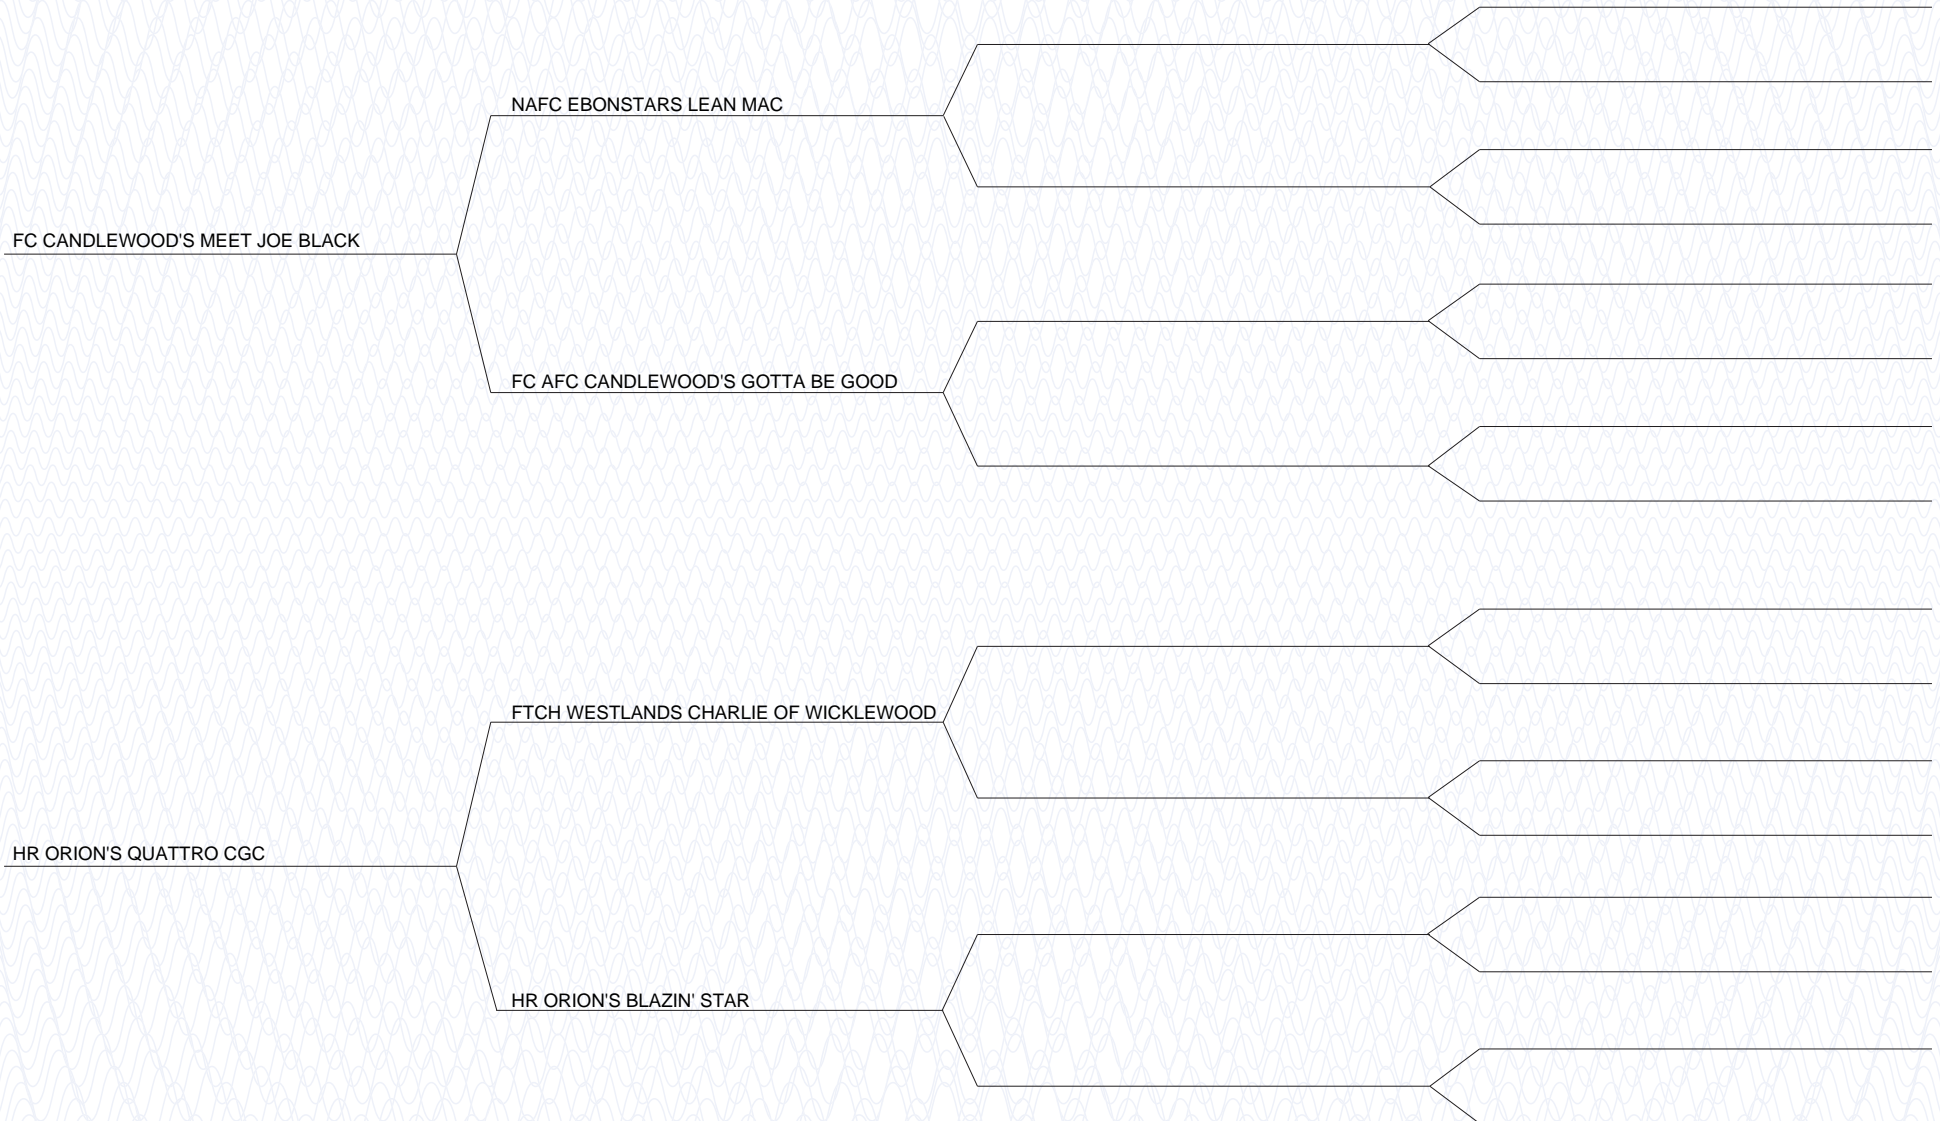 NAFC EBONSTARS LEAN MAC
FC CANDLEWOOD'S MEET JOE BLACK
FC AFC CANDLEWOOD'S GOTTA BE GOOD
FTCH WESTLANDS CHARLIE OF WICKLEWOOD
HR ORION'S QUATTRO CGC
HR ORION'S BLAZIN' STAR